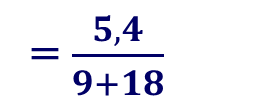 = 5,4 / 9+18